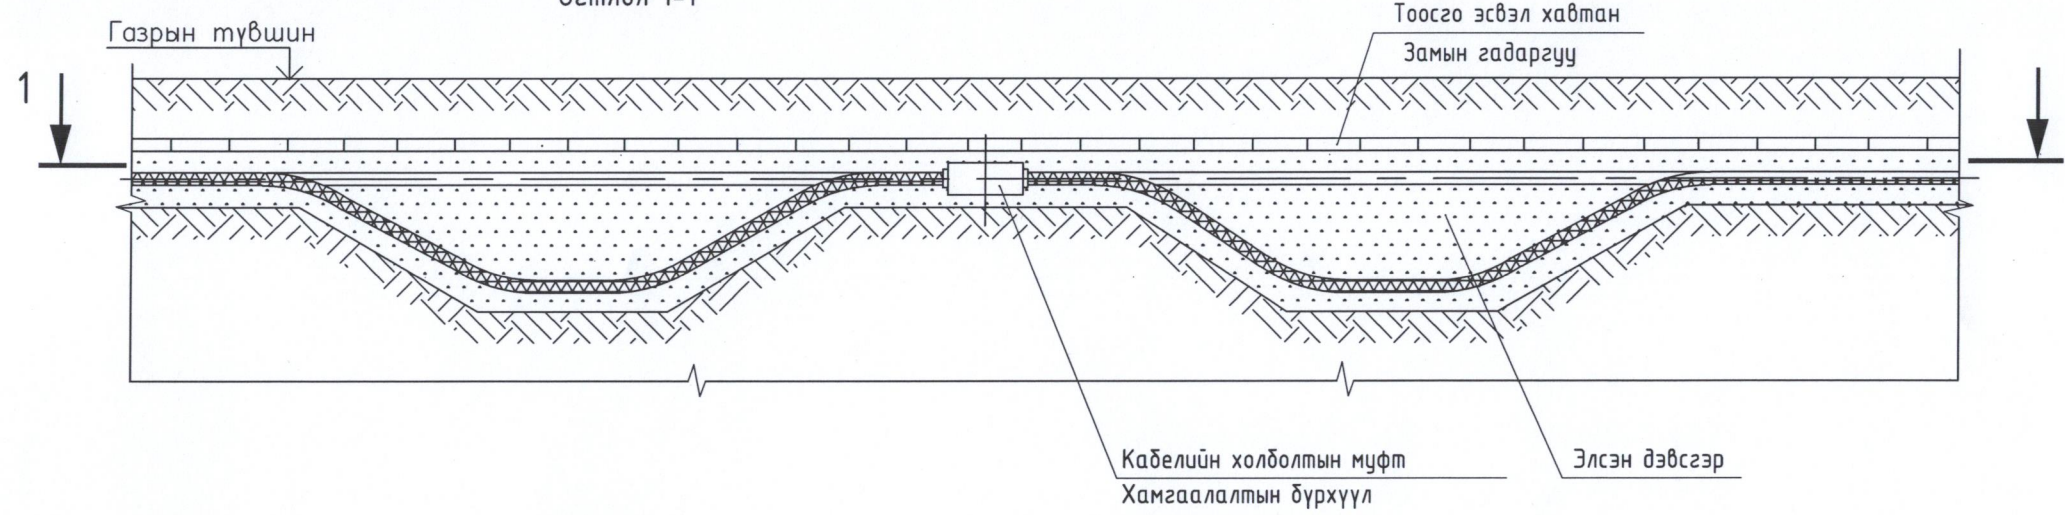 Тоосго эсвэл хавтан
Замын гадаргуу
Газрын түвшин
1
Кабелийн холболтын муфт
Хамгаалалтын бүрхүүл
Элсэн дэвсгэр